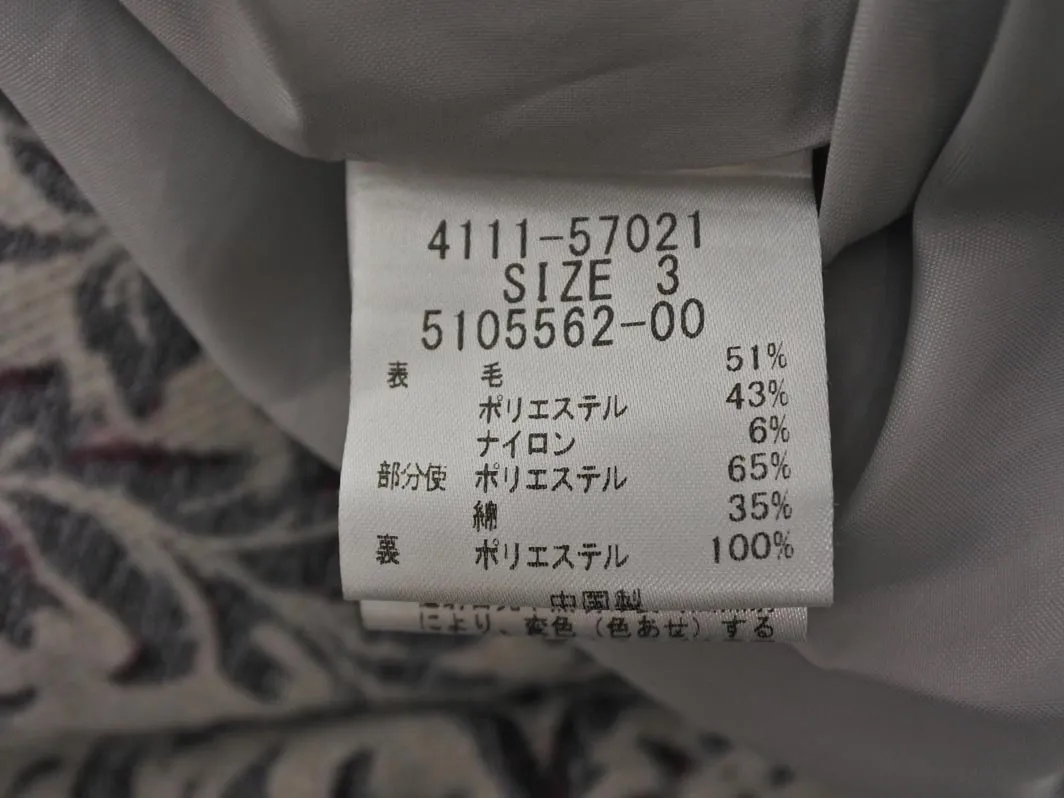 4111-57021
SIZE 3
5105562-00
表 毛 51%
ポリエステル 43%
ナイロン 6%
部分使 ポリエステル 65%
綿 35%
裏 ポリエステル 100%
中国製
により、変色(色あせ)する